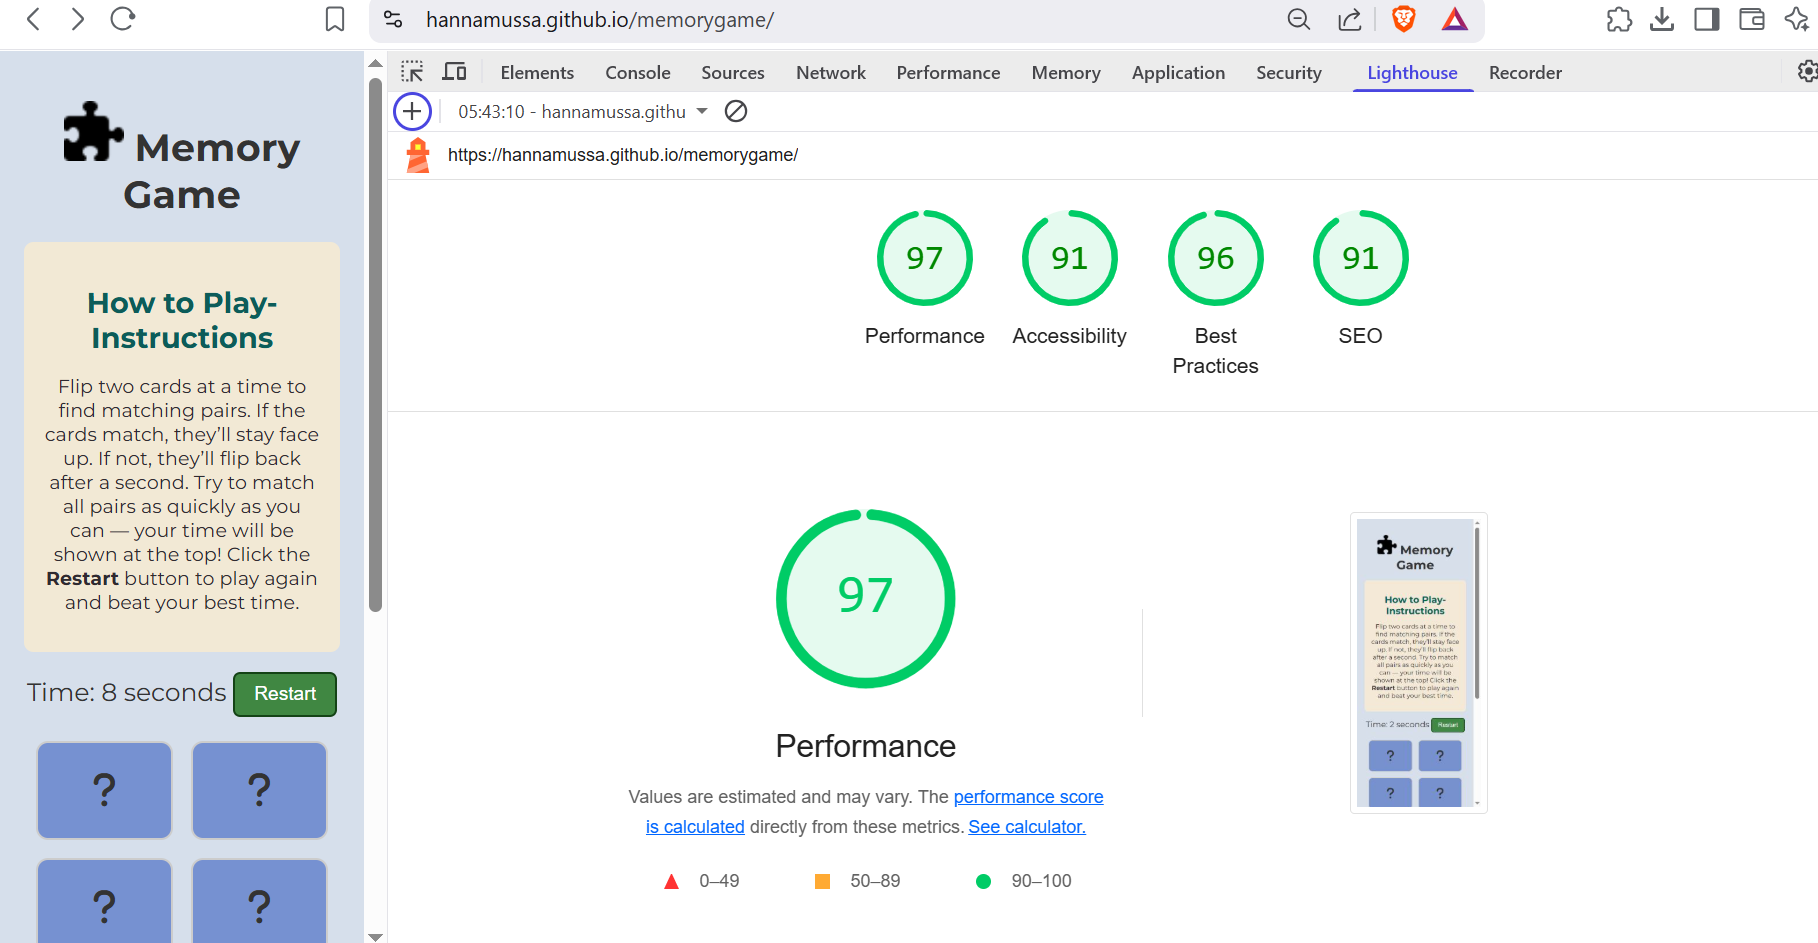 hannamussa.github.io/memorygame/
Memory
Game
How to Play-
Instructions
Flip two cards at a time to
find matching pairs. If the
cards match, they’ll stay face
up. If not, they’ll flip back
after a second. Try to match
all pairs as quickly as you
can — your time will be
shown at the top! Click the
Restart button to play again
and beat your best time.
Time: 8 seconds Restart
? ?
? ?
Elements Console Sources Network Performance Memory Application Security Lighthouse Recorder
05:43:10 - hannamussa.githu
https://hannamussa.github.io/memorygame/
97 91 96 91
Performance Accessibility Best Practices SEO
97
Performance
Values are estimated and may vary. The performance score
is calculated directly from these metrics. See calculator.
0–49 50–89 90–100
Memory
Game
How to Play-
Instructions
Flip two cards at a time to
find matching pairs. If the
cards match, they’ll stay face
up. If not, they’ll flip back
after a second. Try to match
all pairs as quickly as you
can — your time will be
shown at the top! Click the
Restart button to play again
and beat your best time.
Time: 2 seconds Restart
? ?
? ?